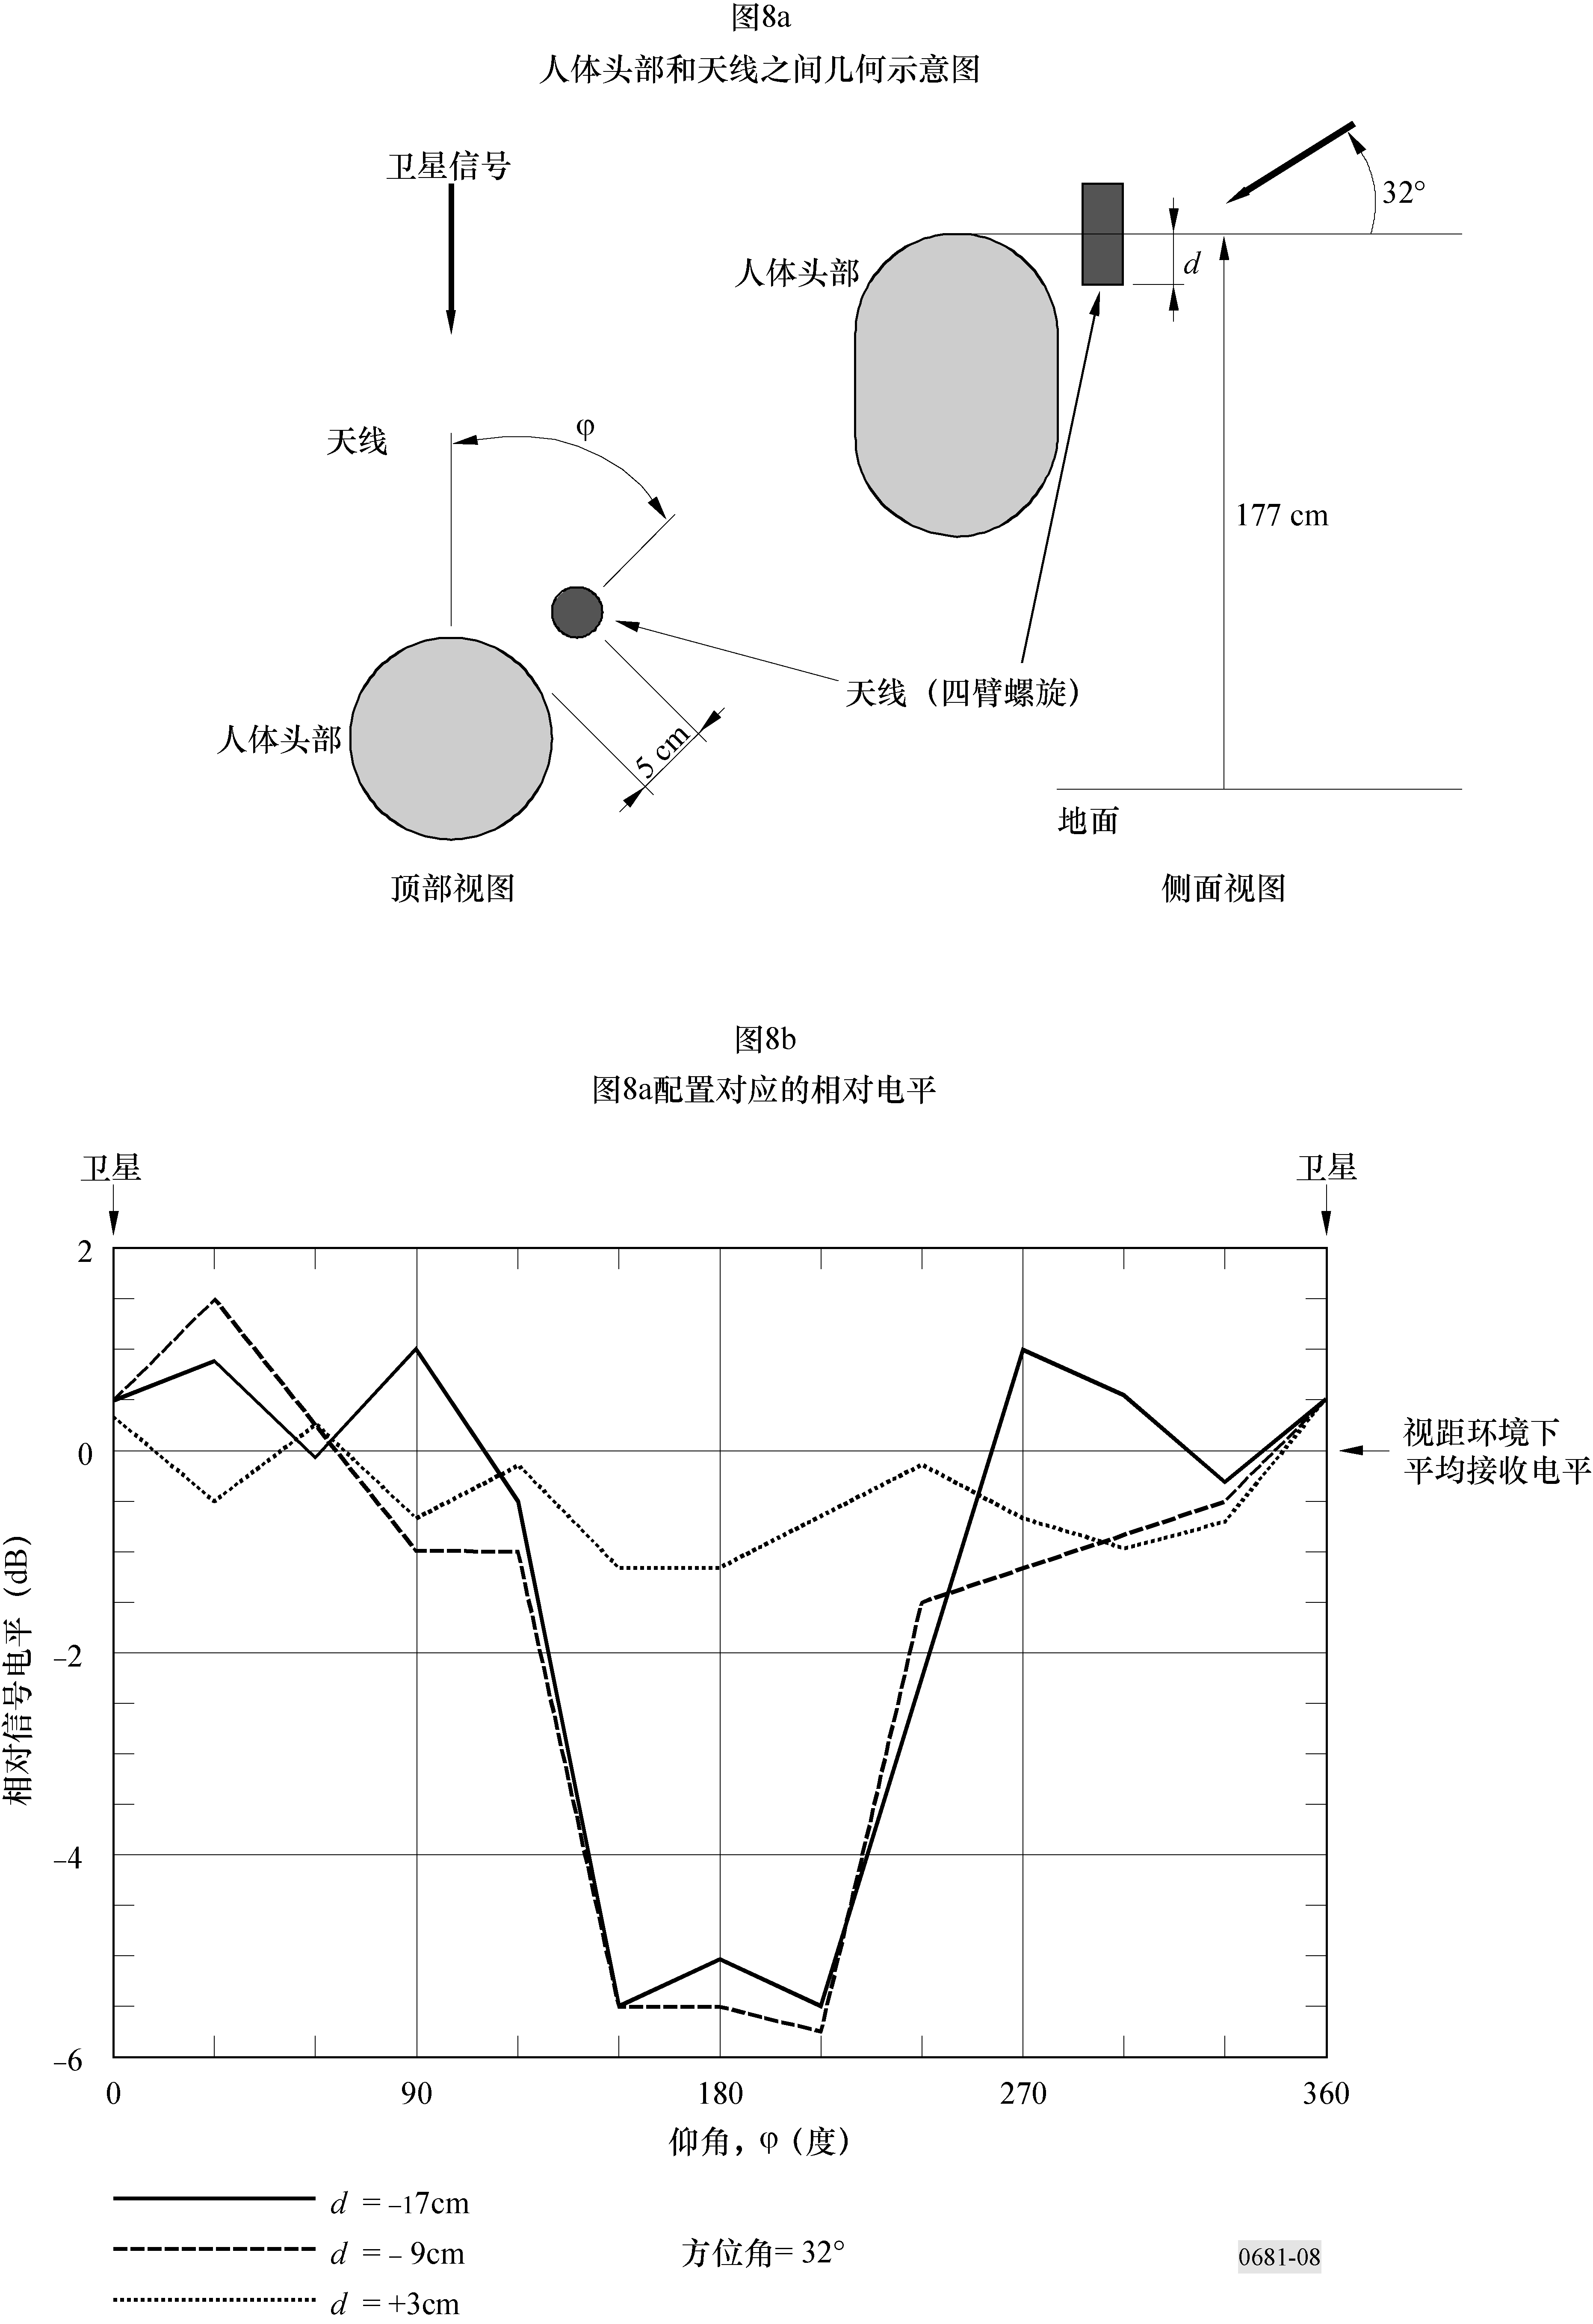 图8a
人体头部和天线之间几何示意图
卫星信号
32°
人体头部
d
天线
φ
177 cm
天线（四臂螺旋）
人体头部
5 cm
地面
顶部视图
侧面视图
图8b
图8a配置对应的相对电平
卫星
卫星
2
0
–2
–4
–6
相对信号电平（dB）
视距环境下
平均接收电平
0
90
180
270
360
仰角，φ（度）
d = –17cm
d = – 9cm
d = +3cm
方位角= 32°
0681-08